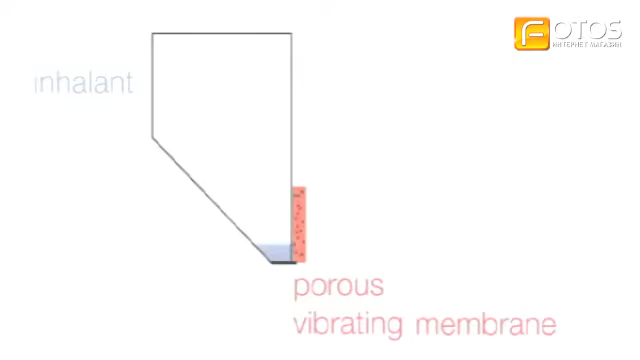 FOTOS
ИНТЕРНЕТ МАГАЗИН
inhalant
porous
vibrating membrane